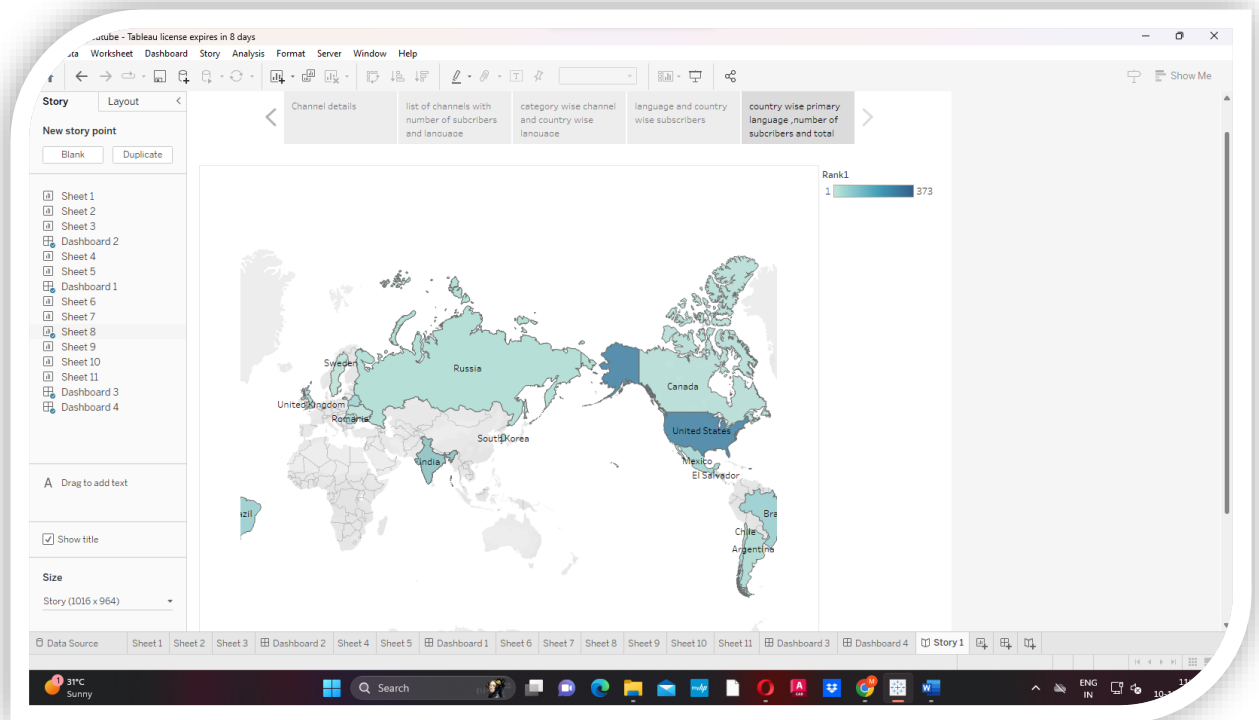 utube - Tableau license expires in 8 days
Worksheet Dashboard Story Analysis Format Server Window Help
Show Me
Story Layout
New story point
Blank Duplicate
Sheet 1
Sheet 2
Sheet 3
Dashboard 2
Sheet 4
Sheet 5
Dashboard 1
Sheet 6
Sheet 7
Sheet 8
Sheet 9
Sheet 10
Sheet 11
Dashboard 3
Dashboard 4
A Drag to add text
Show title
Size
Story (1016 x 964)
Channel details
list of channels with
number of subcribers
and language
category wise channel
and country wise
language
language and country
wise subscribers
country wise primary
language ,number of
subcribers and total
Rank1
1 373
Sweden
Russia
United Kingdom
Romania
South Korea
India
Canada
United States
Mexico
El Salvador
azil
Bra
Chile
Argentina
Data Source Sheet 1 Sheet 2 Sheet 3 Dashboard 2 Sheet 4 Sheet 5 Dashboard 1 Sheet 6 Sheet 7 Sheet 8 Sheet 9 Sheet 10 Sheet 11 Dashboard 3 Dashboard 4 Story 1
1
31°C
Sunny
Search
ENG
IN
11
10-1